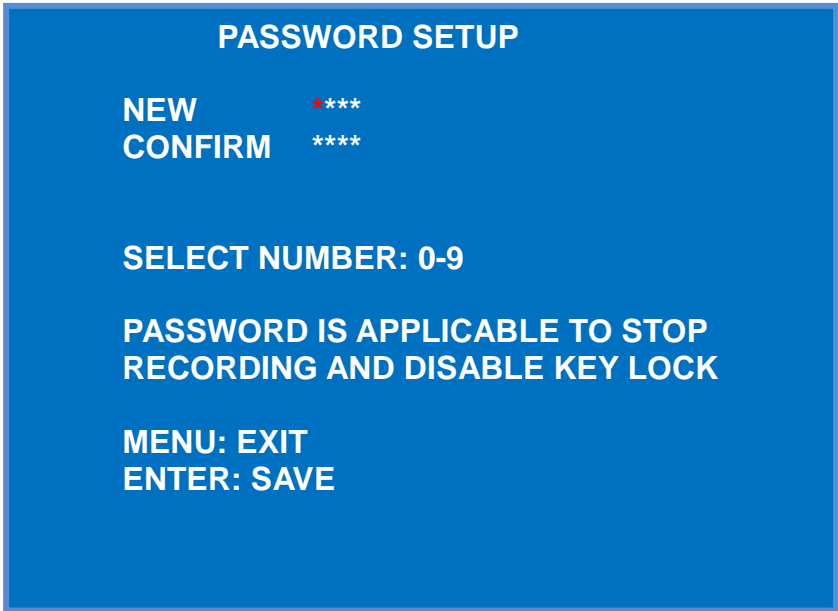 PASSWORD SETUP
NEW ****
CONFIRM ****
SELECT NUMBER: 0-9
PASSWORD IS APPLICABLE TO STOP
RECORDING AND DISABLE KEY LOCK
MENU: EXIT
ENTER: SAVE